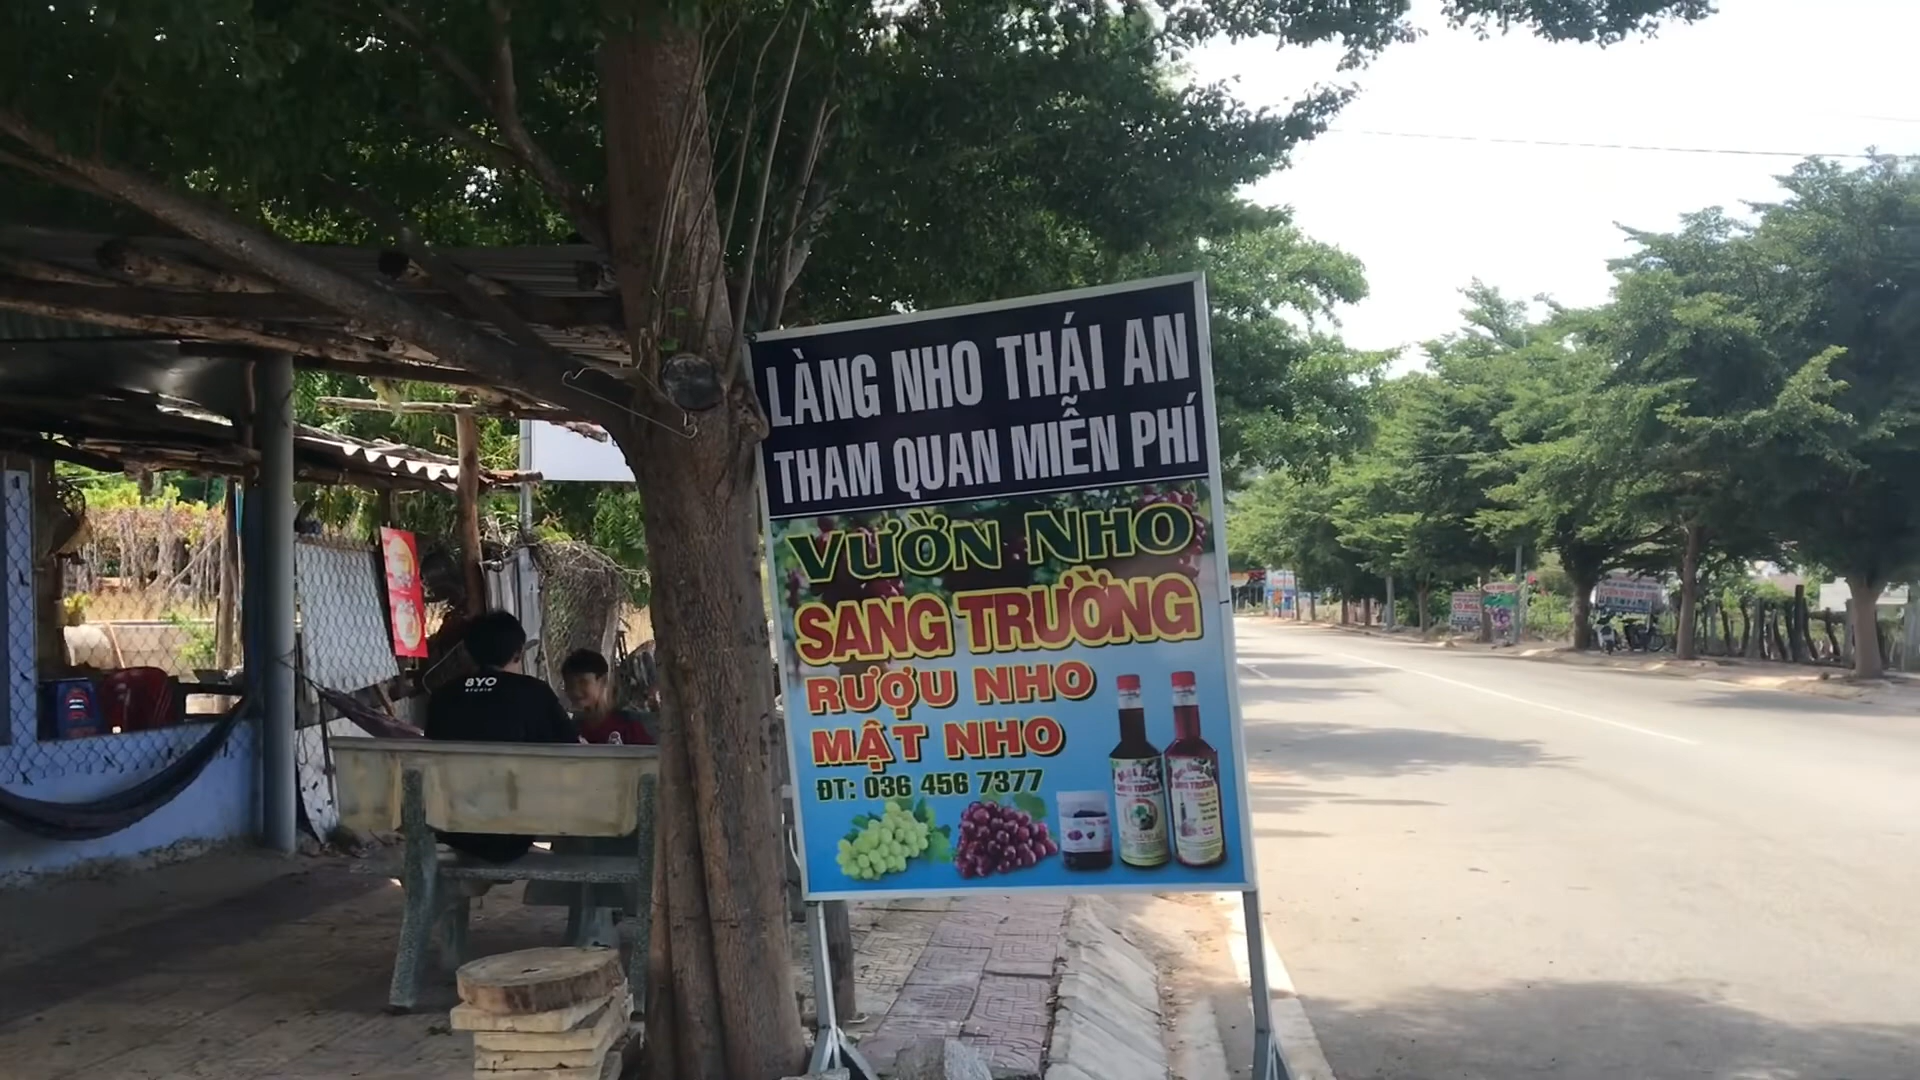 LÀNG NHO THÁI AN
THAM QUAN MIỄN PHÍ
VƯỜN NHO
SANG TRƯỜNG
RƯỢU NHO
MẬT NHO
ĐT: 036 456 7377
BYO
STUDIO